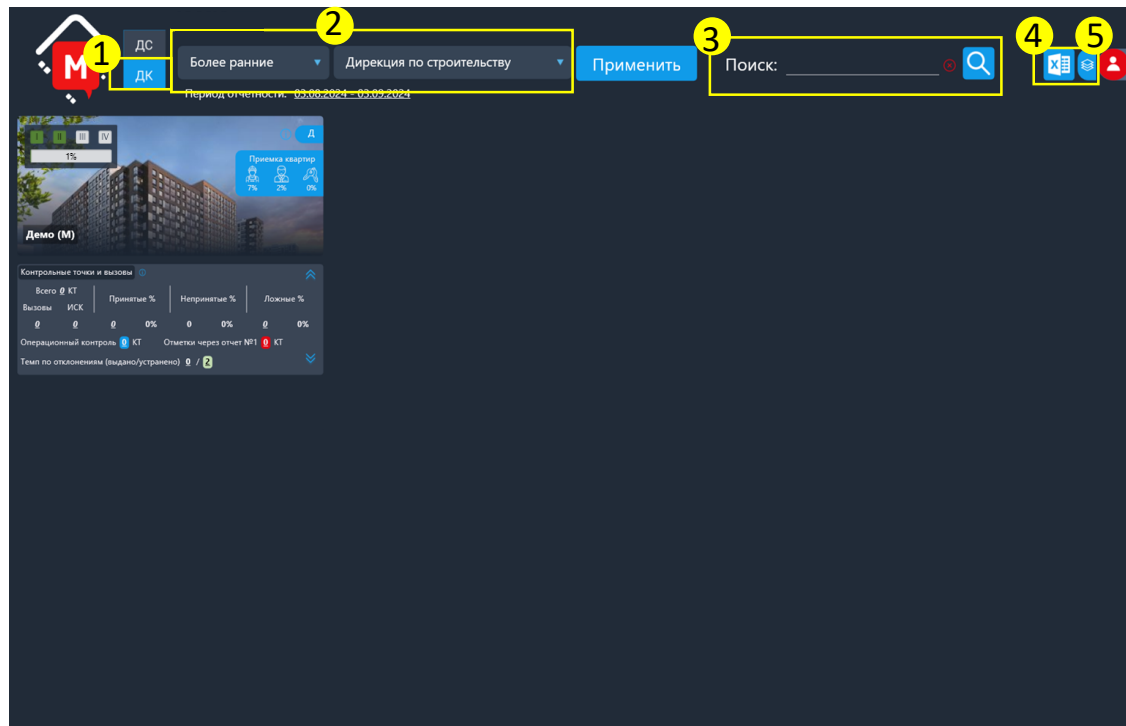 1
2
3
4
5
М
ДС
ДК
Более ранние
Дирекция по строительству
Применить
Поиск:
Период отчетности: 03.08.2024 - 03.09.2024
I II III IV
1%
Д
Приемка квартир
7% 2% 0%
Демо (М)
Контрольные точки и вызовы
Всего 0 КТ
Вызовы ИСК
Принятые % Непринятые % Ложные %
0 0 0 0% 0 0% 0 0%
Операционный контроль 0 КТ Отметки через отчет №1 0 КТ
Темп по отклонениям (выдано/устранено) 0 / 2